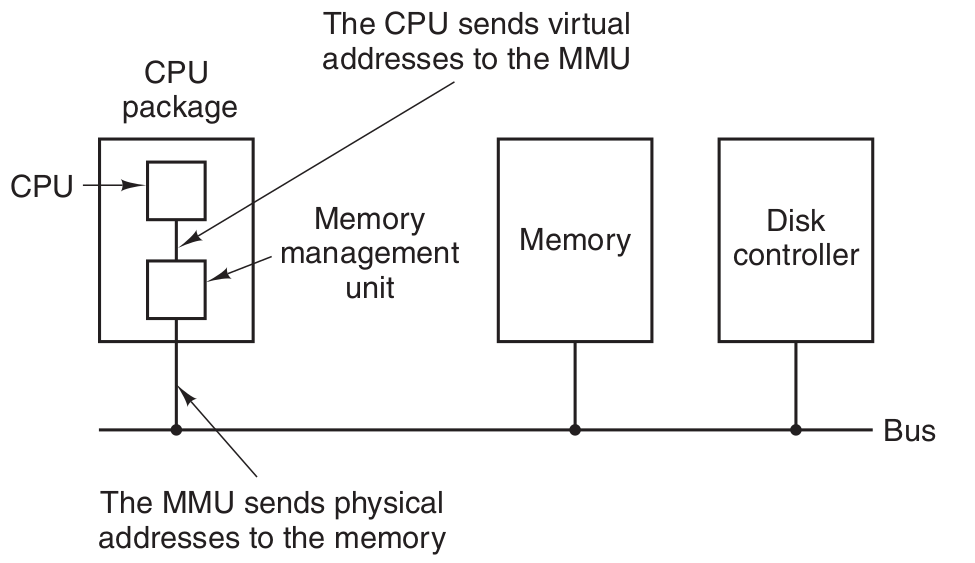 The CPU sends virtual
addresses to the MMU
CPU
package
CPU
Memory
management
unit
Memory
Disk
controller
Bus
The MMU sends physical
addresses to the memory